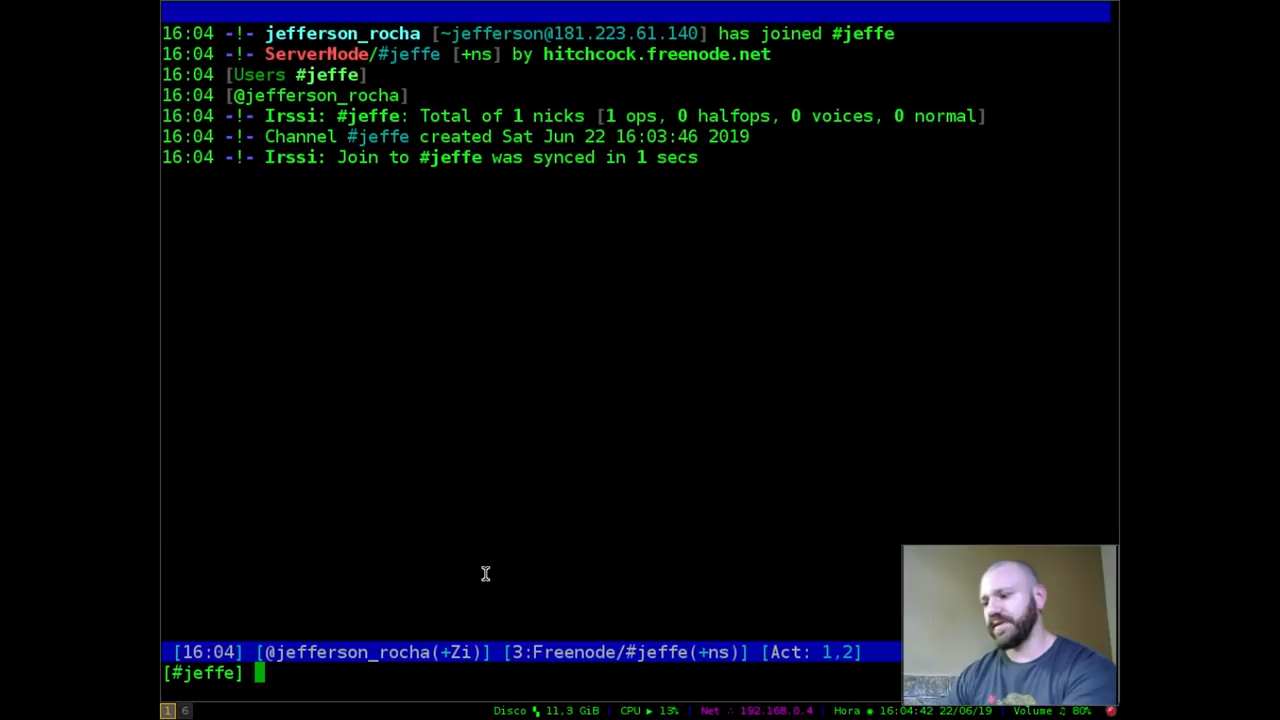 16:04 -!- jefferson_rocha [~jefferson@181.223.61.140] has joined #jeffe
16:04 -!- ServerMode/#jeffe [+ns] by hitchcock.freenode.net
16:04 [Users #jeffe]
16:04 [@jefferson_rocha]
16:04 -!- Irssi: #jeffe: Total of 1 nicks [1 ops, 0 halfops, 0 voices, 0 normal]
16:04 -!- Channel #jeffe created Sat Jun 22 16:03:46 2019
16:04 -!- Irssi: Join to #jeffe was synced in 1 secs
[16:04] [@jefferson_rocha(+Zi)] [3:Freenode/#jeffe(+ns)] [Act: 1,2]
[#jeffe]
1 6 Disco 11,3 GiB | CPU ▶ 13% | Net ∴ 192.168.0.4 | Hora ◉ 16:04:42 22/06/19 | Volume ♫ 80%